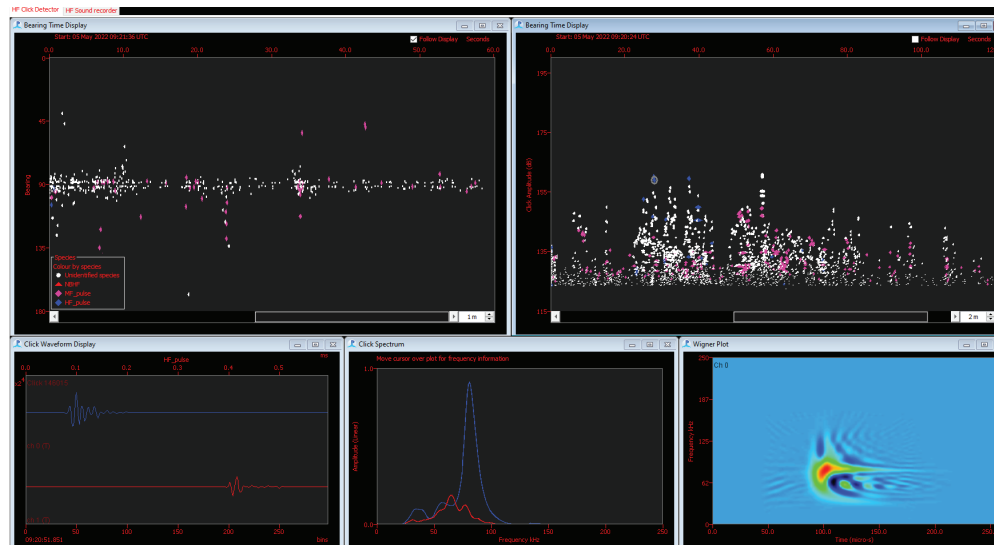 HF Click Detector HF Sound recorder
Bearing Time Display
Start: 05 May 2022 09:21:36 UTC
Follow Display Seconds
0.0 10.0 20.0 30.0 40.0 50.0 60.0
0
45
90
135
180
Bearing
Species
Colour by species
Unidentified species
NBHF
MF_pulse
HF_pulse
1 m
Bearing Time Display
Start: 05 May 2022 09:20:24 UTC
Follow Display Seconds
0.0 20.0 40.0 60.0 80.0 100.0
195
175
155
135
115
Click Amplitude (dB)
2 m
Click Waveform Display
HF_pulse
ms
0.0 0.1 0.2 0.3 0.4 0.5
0 50 100 150 200 250
09:20:51.851
bins
Click Spectrum
Move cursor over plot for frequency information
1.0
0.0
Amplitude (Linear)
0 50 100 150 200 250
Frequency kHz
Wigner Plot
Ch 0
250
187
125
62
0
Frequency kHz
0.0 50.0 100.0 150.0 200.0
Time (micro-s)